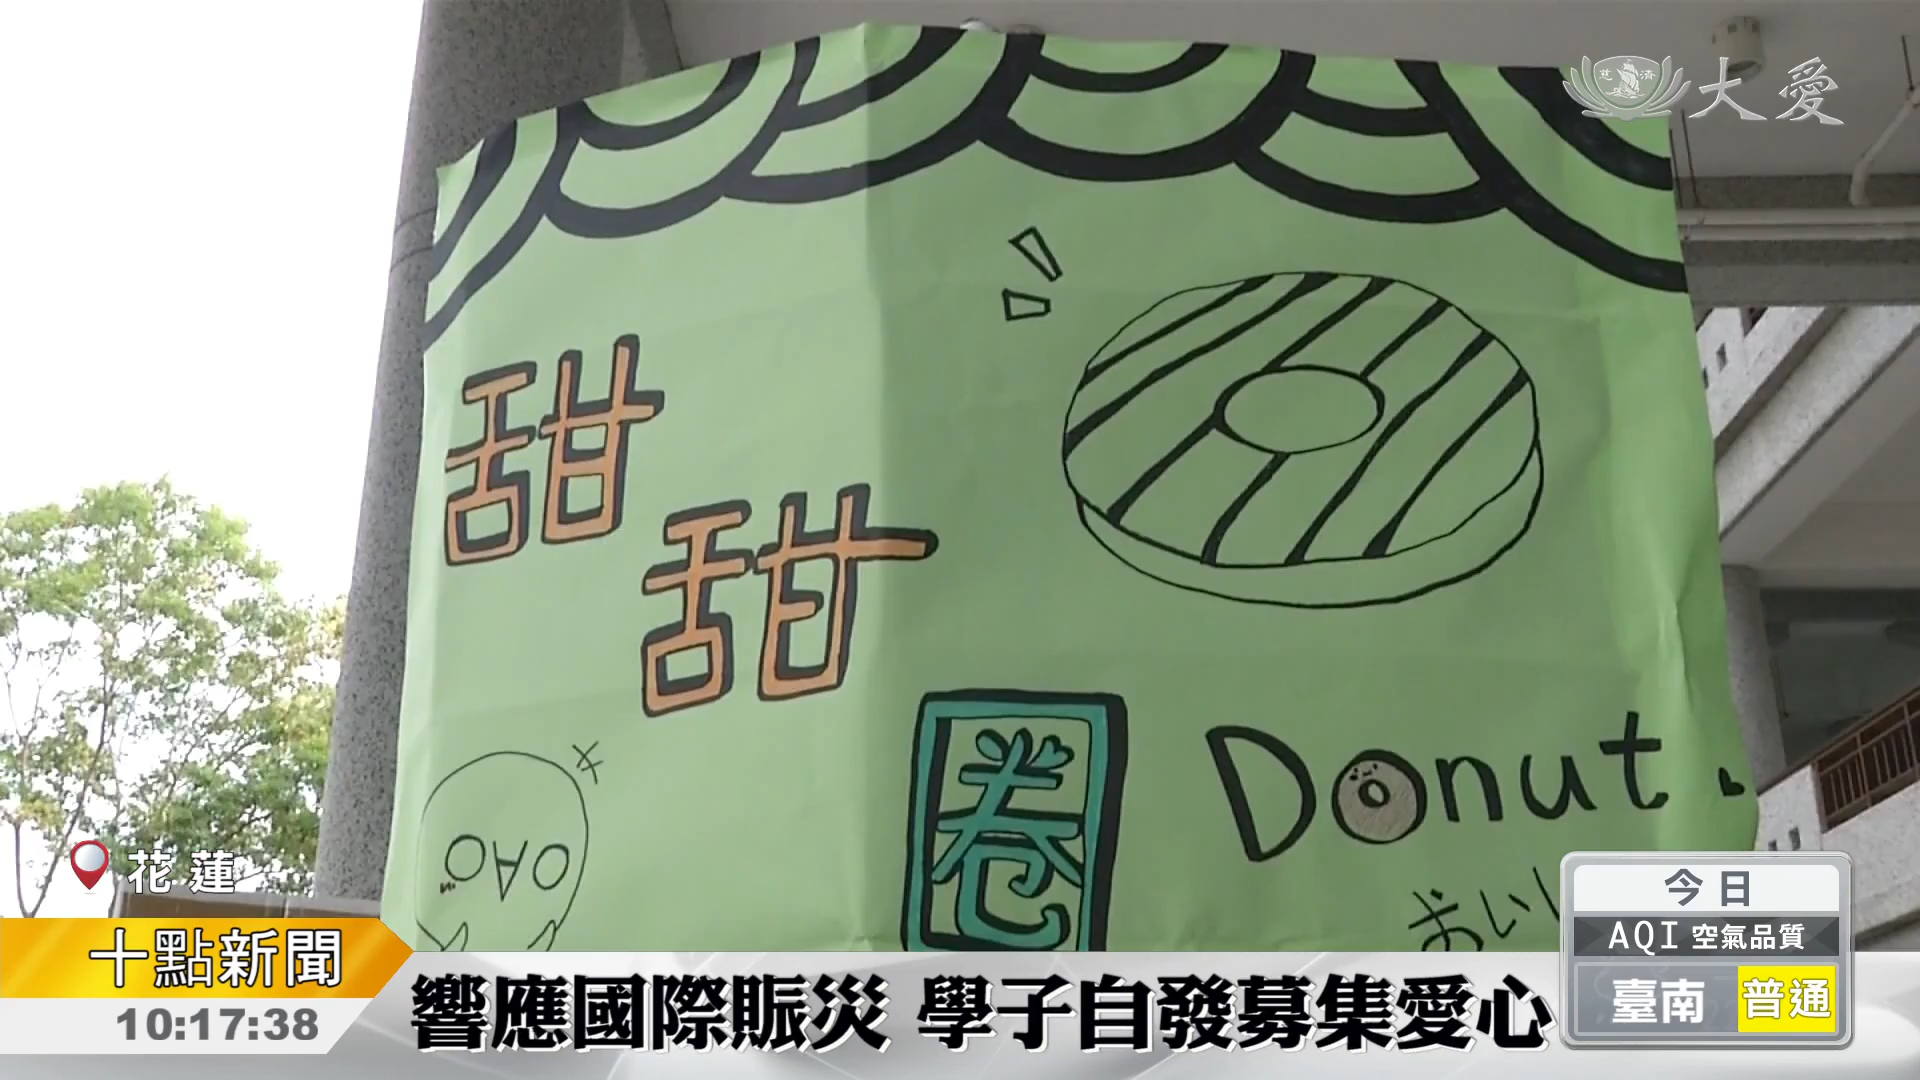 慈濟 大愛
甜甜
圈
Donut
おいし
花蓮
今日
十點新聞
AQI 空氣品質
響應國際賑災 學子自發募集愛心
臺南 普通
10:17:38